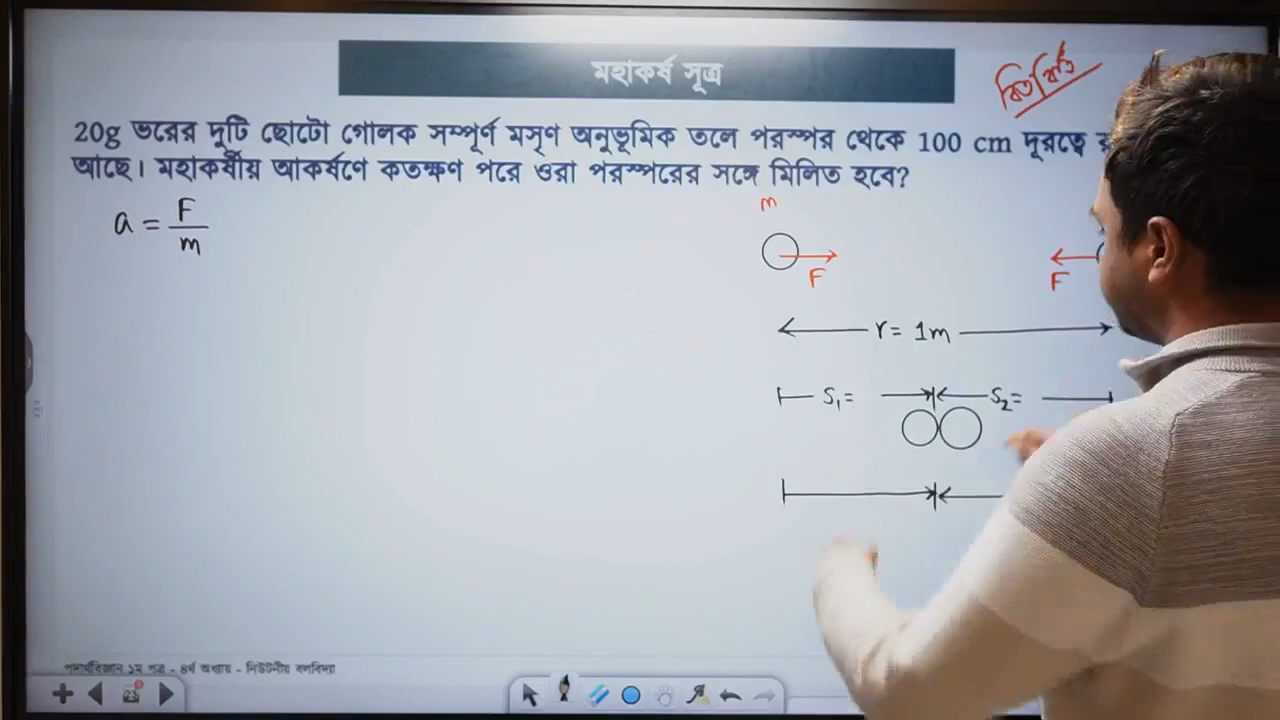 মহাকর্ষ সূত্র
বিতর্কিত
20g ভরের দুটি ছোটো গোলক সম্পূর্ণ মসৃণ অনুভূমিক তলে পরস্পর থেকে 100 cm দূরত্বে
আছে। মহাকর্ষীয় আকর্ষণে কতক্ষণ পরে ওরা পরস্পরের সঙ্গে মিলিত হবে?
a = F/m
m
F F
r = 1m
S₁ = S₂ =
পদার্থবিজ্ঞান ১ম পত্র - ৪র্থ অধ্যায় - নিউটনীয় বলবিদ্যা
23